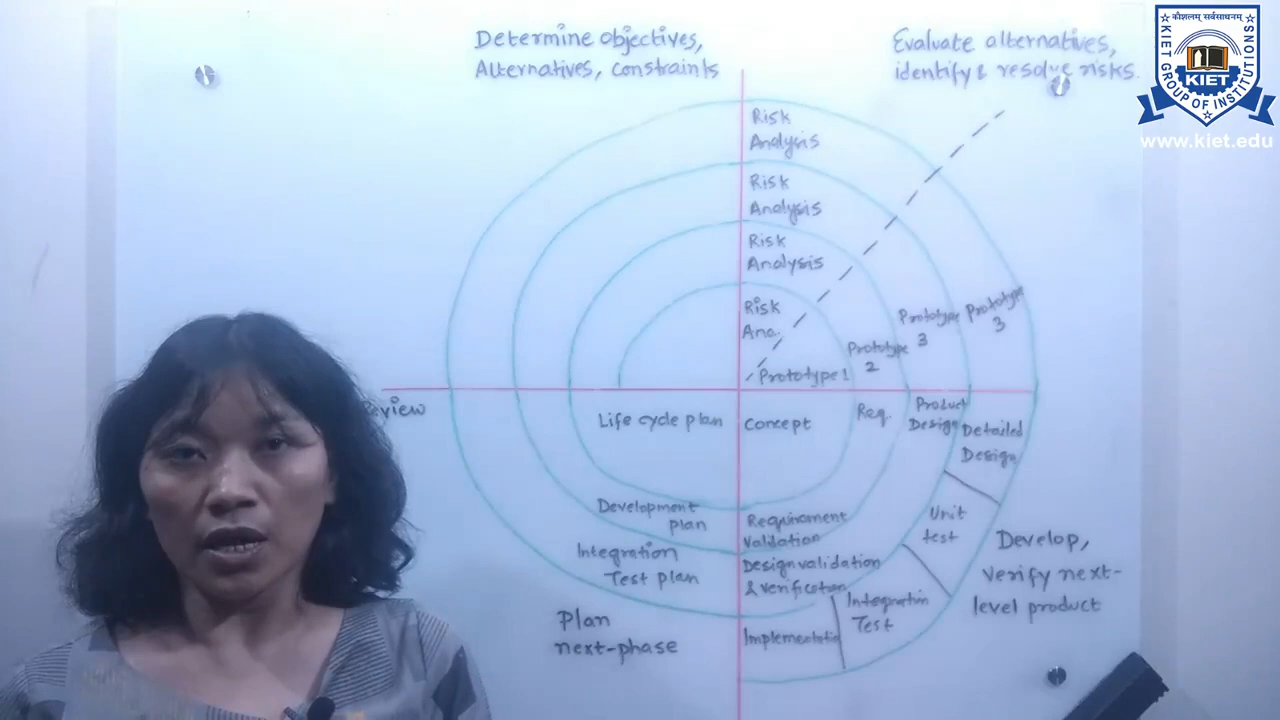 Determine objectives,
Alternatives, constraints
Evaluate alternatives,
identify & resolve risks.
कौशलम् सर्वसाधनम्
KIET GROUP OF INSTITUTIONS
KIET
www.kiet.edu
Risk
Analysis
Risk
Analysis
Risk
Analysis
Risk
Ana.
Prototype 1
Prototype
2
Prototype
3
Prototype
3
Review
Life cycle plan
Concept
Req.
Product
Design
Detailed
Design
Development
plan
Requirement
Validation
Unit
test
Integration
Test plan
Design validation
& verification
Develop,
verify next-
level product
Plan
next-phase
Implementatio
Integratin
Test